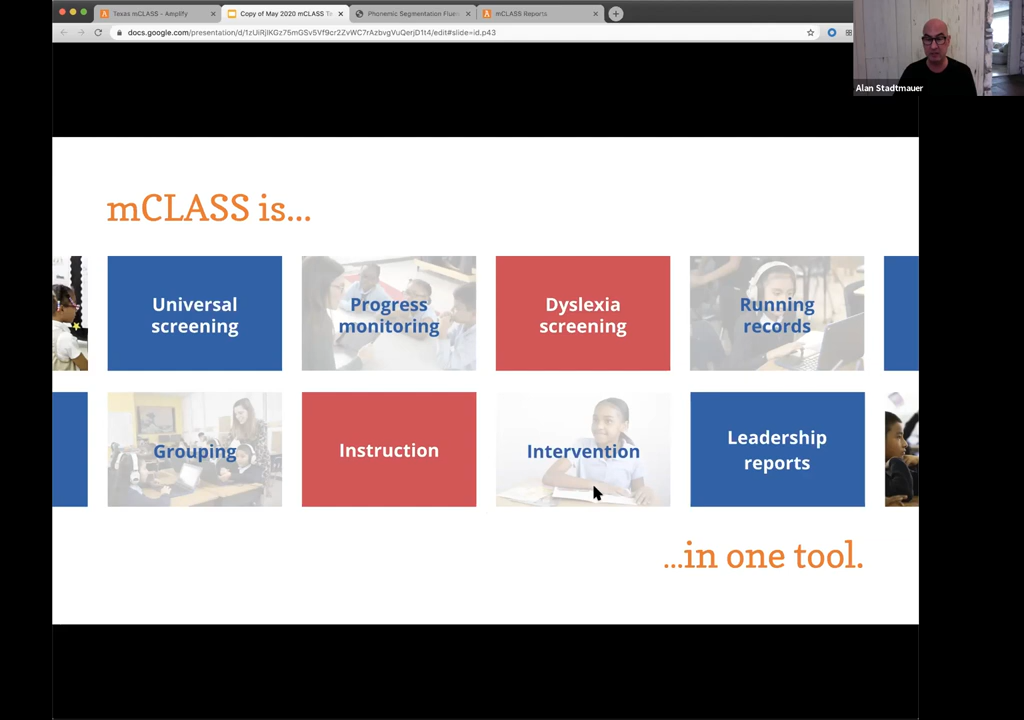 Texas mCLASS - Amplify
Copy of May 2020 mCLASS Te
Phonemic Segmentation Fluen
mCLASS Reports
docs.google.com/presentation/d/1zUiRjIKGz75mGSv5Vf9cr2ZvWC7rAzbvgVuQerjD1t4/edit#slide=id.p43
Alan Stadtmauer
mCLASS is...
Universal
screening
Progress
monitoring
Dyslexia
screening
Running
records
Grouping
Instruction
Intervention
Leadership
reports
...in one tool.